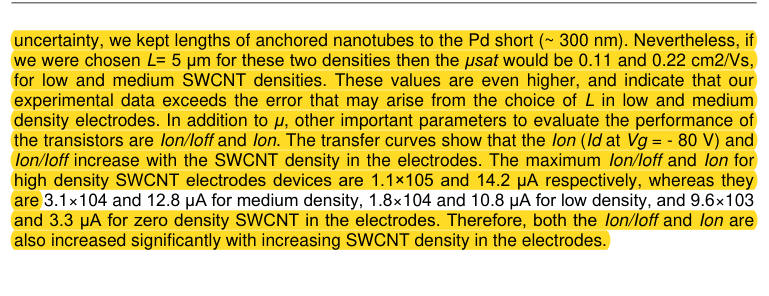 uncertainty, we kept lengths of anchored nanotubes to the Pd short (~ 300 nm). Nevertheless, if
we were chosen L= 5 µm for these two densities then the µsat would be 0.11 and 0.22 cm2/Vs,
for low and medium SWCNT densities. These values are even higher, and indicate that our
experimental data exceeds the error that may arise from the choice of L in low and medium
density electrodes. In addition to µ, other important parameters to evaluate the performance of
the transistors are Ion/Ioff and Ion. The transfer curves show that the Ion (Id at Vg = - 80 V) and
Ion/Ioff increase with the SWCNT density in the electrodes. The maximum Ion/Ioff and Ion for
high density SWCNT electrodes devices are 1.1×105 and 14.2 µA respectively, whereas they
are 3.1×104 and 12.8 µA for medium density, 1.8×104 and 10.8 µA for low density, and 9.6×103
and 3.3 µA for zero density SWCNT in the electrodes. Therefore, both the Ion/Ioff and Ion are
also increased significantly with increasing SWCNT density in the electrodes.